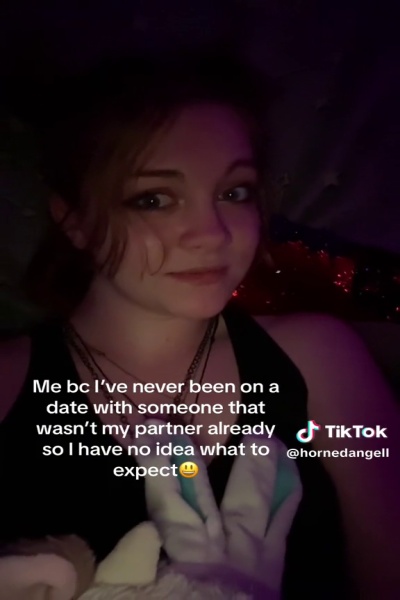 Me bc I’ve never been on a
date with someone that
wasn’t my partner already
so I have no idea what to
expect😃
TikTok
@hornedangell